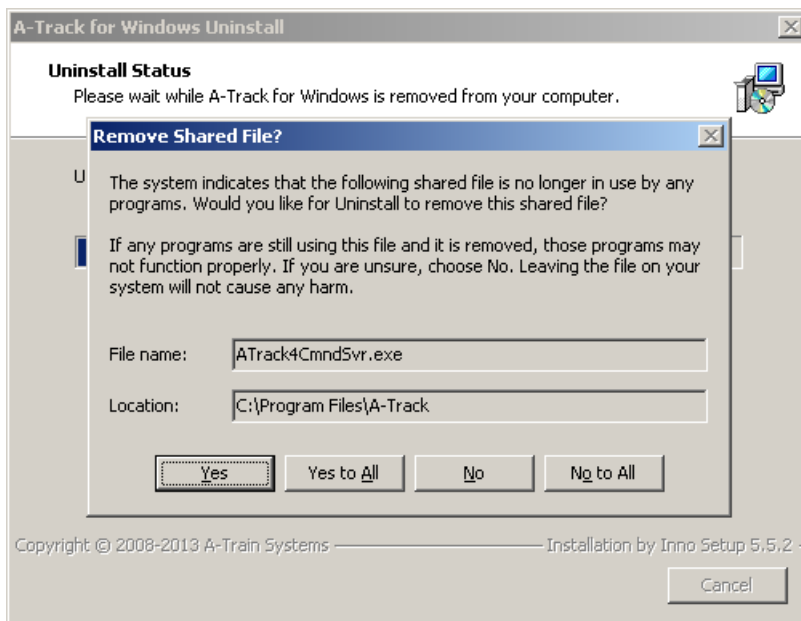 A-Track for Windows Uninstall
Uninstall Status
Please wait while A-Track for Windows is removed from your computer.
Remove Shared File?
U
The system indicates that the following shared file is no longer in use by any
programs. Would you like for Uninstall to remove this shared file?
If any programs are still using this file and it is removed, those programs may
not function properly. If you are unsure, choose No. Leaving the file on your
system will not cause any harm.
File name: ATrack4CmndSvr.exe
Location: C:\Program Files\A-Track
Yes Yes to All No No to All
Copyright © 2008-2013 A-Train Systems Installation by Inno Setup 5.5.2
Cancel